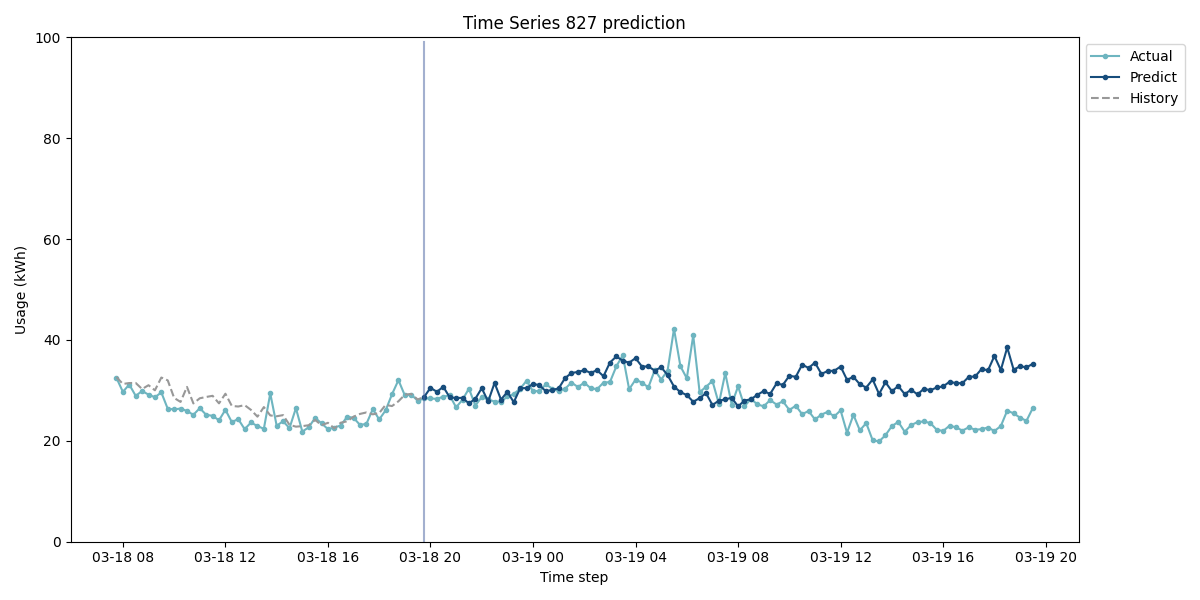 Time Series 827 prediction
100
80
60
40
20
0
Usage (kWh)
03-18 08
03-18 12
03-18 16
03-18 20
03-19 00
03-19 04
03-19 08
03-19 12
03-19 16
03-19 20
Time step
Actual
Predict
History